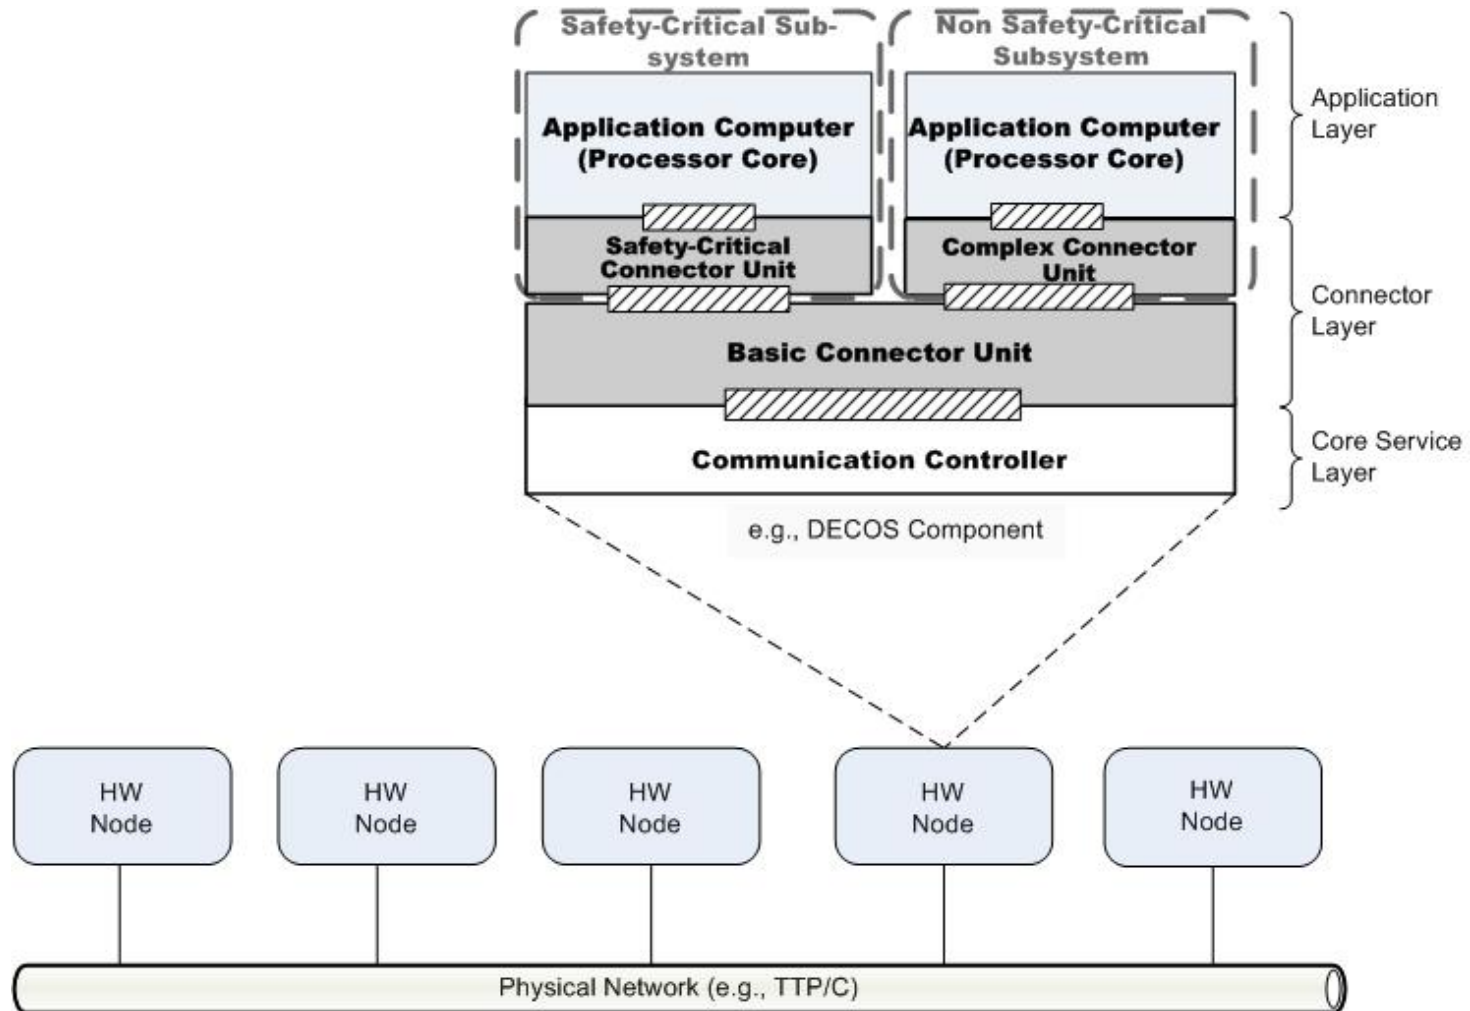 Safety-Critical Sub-
system
Non Safety-Critical
Subsystem
Application Computer
(Processor Core)
Application Computer
(Processor Core)
Application
Layer
Safety-Critical
Connector Unit
Complex Connector
Unit
Connector
Layer
Basic Connector Unit
Communication Controller
Core Service
Layer
e.g., DECOS Component
HW
Node
HW
Node
HW
Node
HW
Node
HW
Node
Physical Network (e.g., TTP/C)